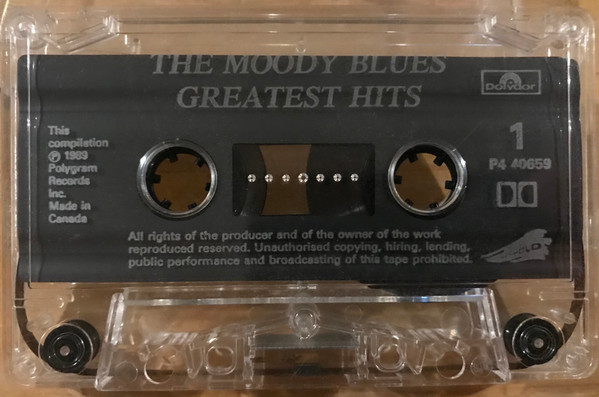 THE MOODY BLUES
GREATEST HITS
Polydor
This
compilation
℗ 1989
Polygram
Records
Inc.
Made in
Canada
1
P4 40659
All rights of the producer and of the owner of the work
reproduced reserved. Unauthorised copying, hiring, lending,
public performance and broadcasting of this tape prohibited.